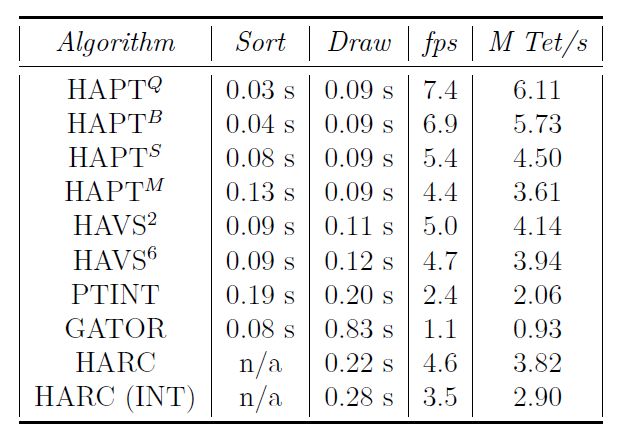 Algorithm Sort Draw fps M Tet/s
HAPT^Q 0.03 s 0.09 s 7.4 6.11
HAPT^B 0.04 s 0.09 s 6.9 5.73
HAPT^S 0.08 s 0.09 s 5.4 4.50
HAPT^M 0.13 s 0.09 s 4.4 3.61
HAVS² 0.09 s 0.11 s 5.0 4.14
HAVS⁶ 0.09 s 0.12 s 4.7 3.94
PTINT 0.19 s 0.20 s 2.4 2.06
GATOR 0.08 s 0.83 s 1.1 0.93
HARC n/a 0.22 s 4.6 3.82
HARC (INT) n/a 0.28 s 3.5 2.90